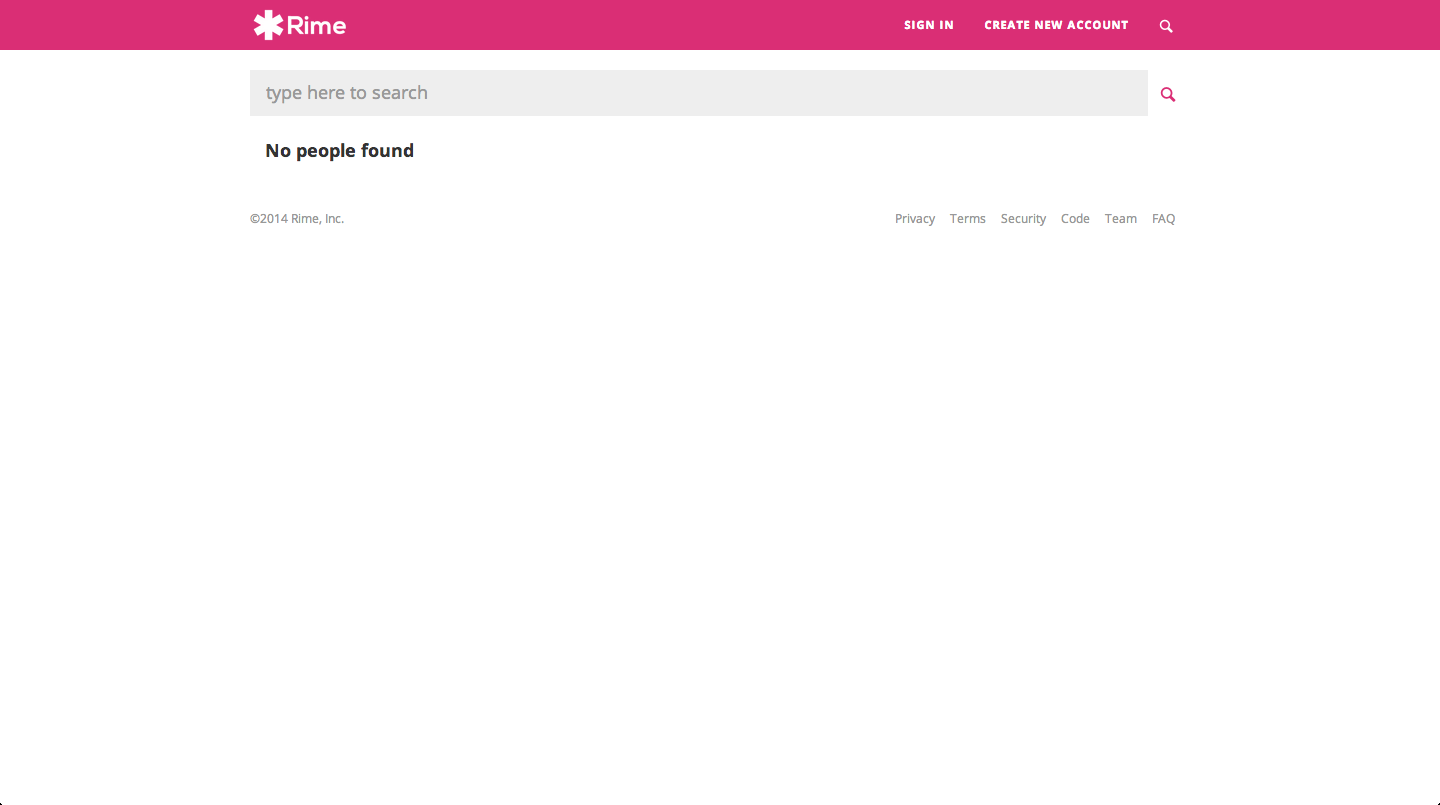 Rime
SIGN IN CREATE NEW ACCOUNT
type here to search
No people found
©2014 Rime, Inc. Privacy Terms Security Code Team FAQ